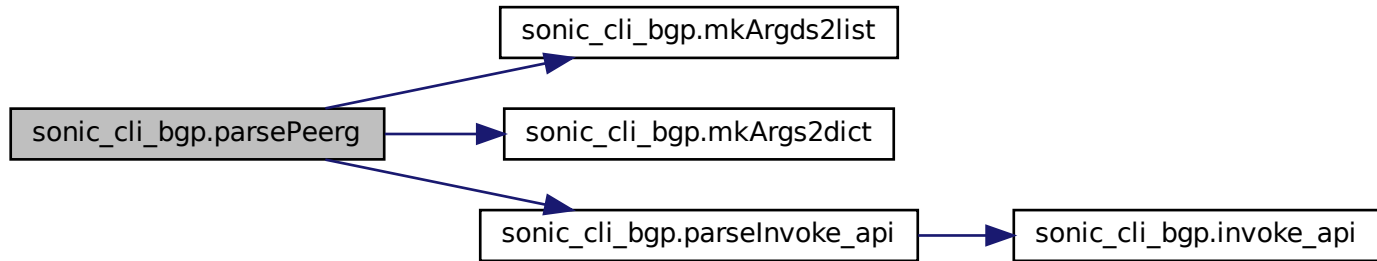 sonic_cli_bgp.mkArgds2list
sonic_cli_bgp.parsePeerg
sonic_cli_bgp.mkArgs2dict
sonic_cli_bgp.parseInvoke_api
sonic_cli_bgp.invoke_api